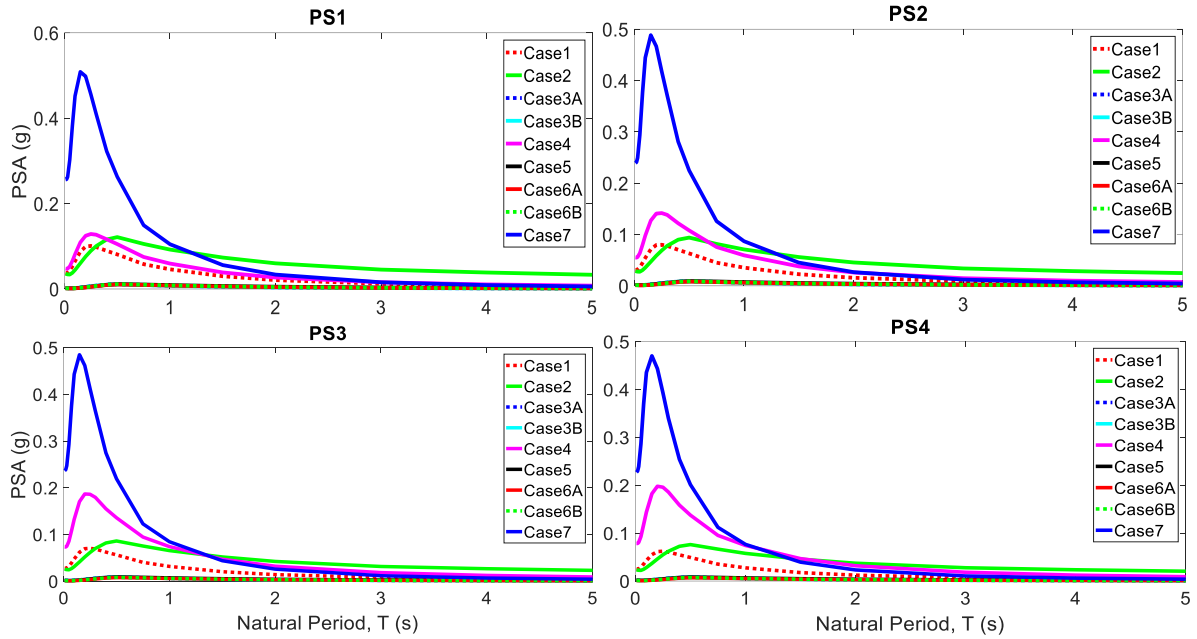 PS1
PSA (g)
0.6
0.4
0.2
0
0
1
2
3
4
5
Case1
Case2
Case3A
Case3B
Case4
Case5
Case6A
Case6B
Case7
PS2
0.5
0.4
0.3
0.2
0.1
0
0
1
2
3
4
5
Case1
Case2
Case3A
Case3B
Case4
Case5
Case6A
Case6B
Case7
PS3
PSA (g)
0.5
0.4
0.3
0.2
0.1
0
0
1
2
3
4
5
Natural Period, T (s)
Case1
Case2
Case3A
Case3B
Case4
Case5
Case6A
Case6B
Case7
PS4
0.5
0.4
0.3
0.2
0.1
0
0
1
2
3
4
5
Natural Period, T (s)
Case1
Case2
Case3A
Case3B
Case4
Case5
Case6A
Case6B
Case7